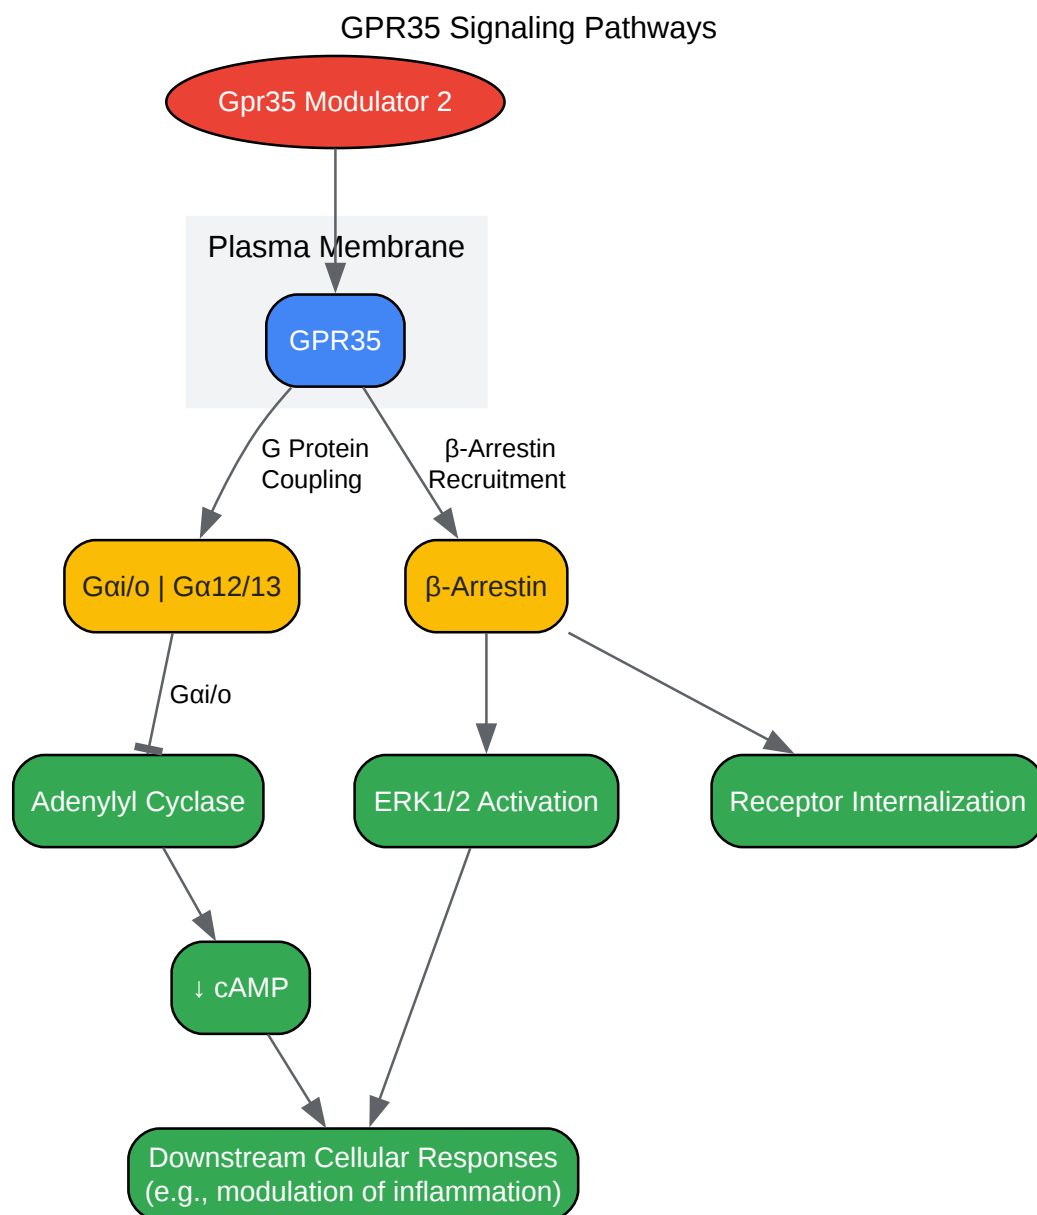 GPR35 Signaling Pathways
Gpr35 Modulator 2
Plasma Membrane
GPR35
G Protein
Coupling
β-Arrestin
Recruitment
Gαi/o | Gα12/13
β-Arrestin
Gαi/o
Adenylyl Cyclase
ERK1/2 Activation
Receptor Internalization
↓ cAMP
Downstream Cellular Responses
(e.g., modulation of inflammation)